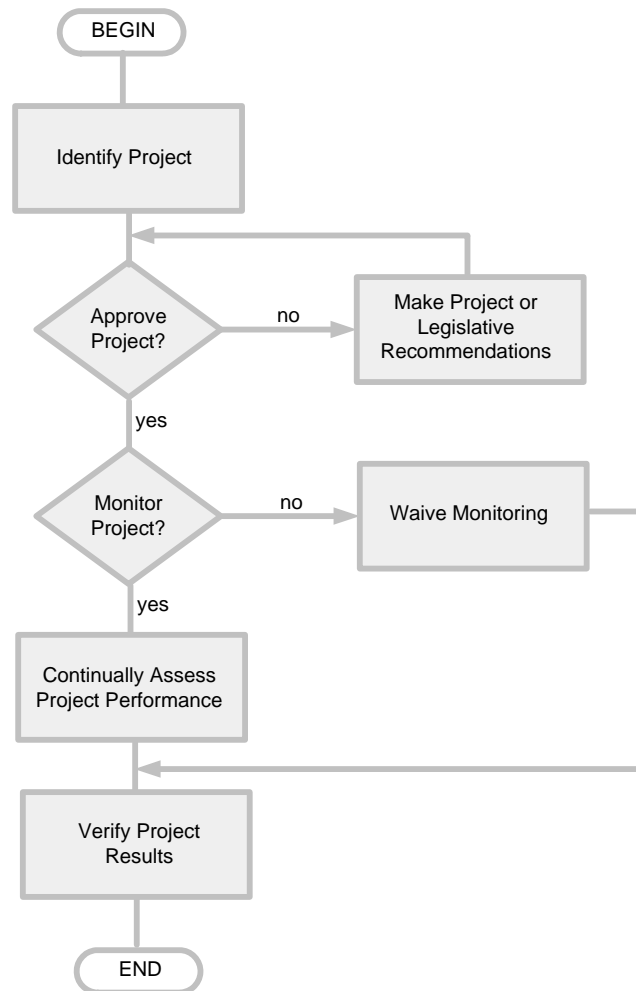 BEGIN
Identify Project
Approve
Project?
no
Make Project or
Legislative
Recommendations
yes
Monitor
Project?
no
Waive Monitoring
yes
Continually Assess
Project Performance
Verify Project
Results
END